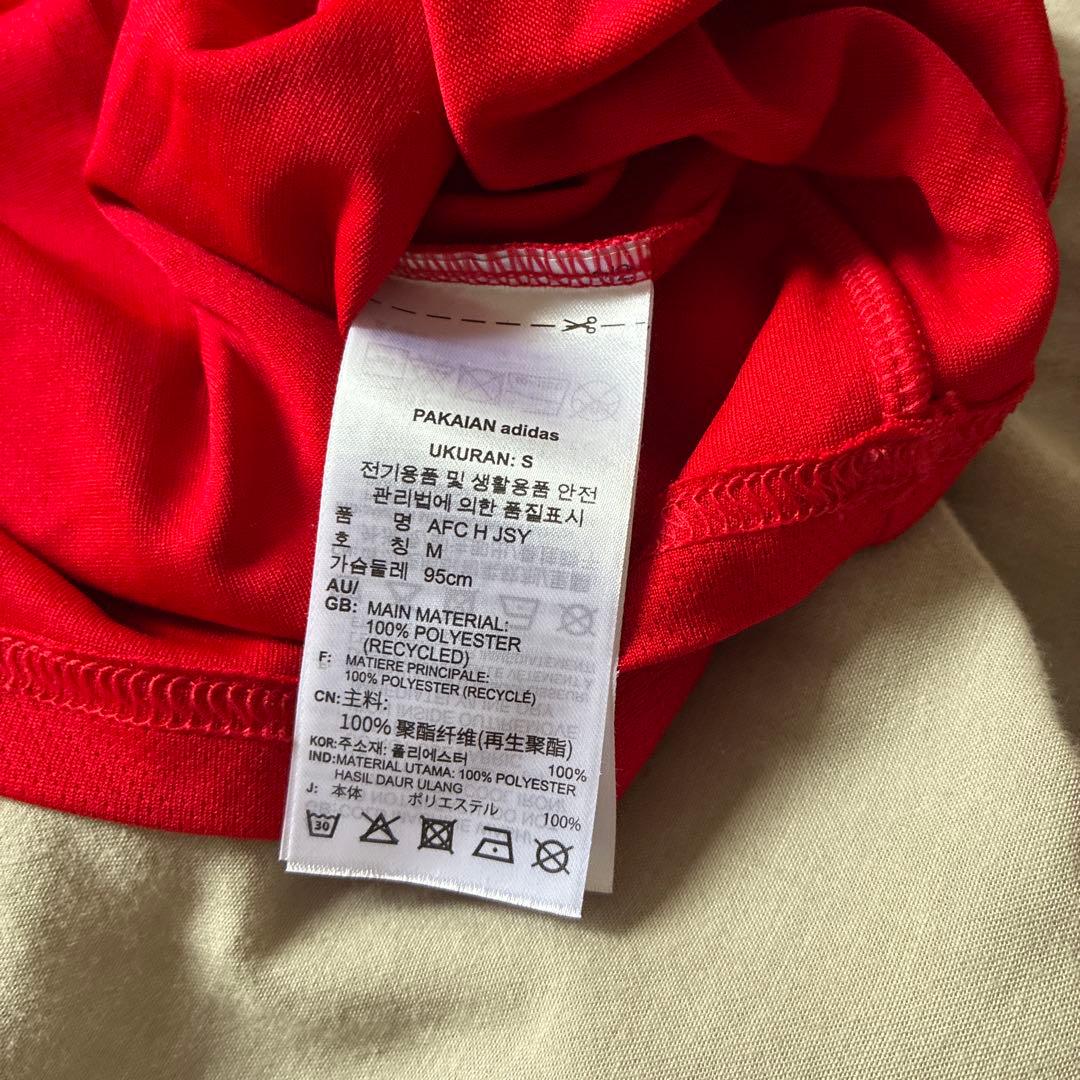 PAKAIAN adidas
UKURAN: S
전기용품 및 생활용품 안전
관리법에 의한 품질표시
품 명 AFC H JSY
호 칭 M
가슴둘레 95cm
AU/
GB: MAIN MATERIAL:
100% POLYESTER
(RECYCLED)
F: MATIERE PRINCIPALE:
100% POLYESTER (RECYCLÉ)
CN:主料:
100% 聚酯纤维(再生聚酯)
KOR:주소재: 폴리에스터 100%
IND:MATERIAL UTAMA: 100% POLYESTER
HASIL DAUR ULANG
J: 本体 ポリエステル 100%
30